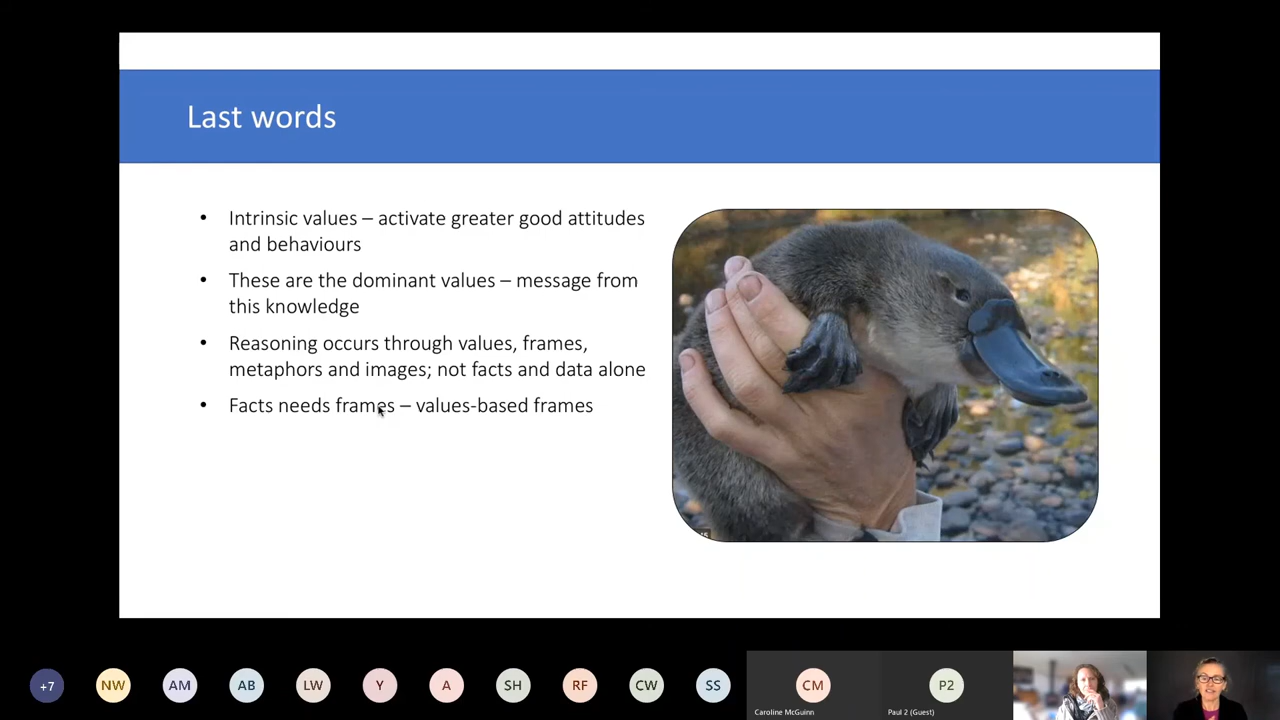 Last words
• Intrinsic values – activate greater good attitudes
and behaviours
• These are the dominant values – message from
this knowledge
• Reasoning occurs through values, frames,
metaphors and images; not facts and data alone
• Facts needs frames – values-based frames
+7
NW
AM
AB
LW
Y
A
SH
RF
CW
SS
CM
P2
Caroline McGuinn
Paul 2 (Guest)